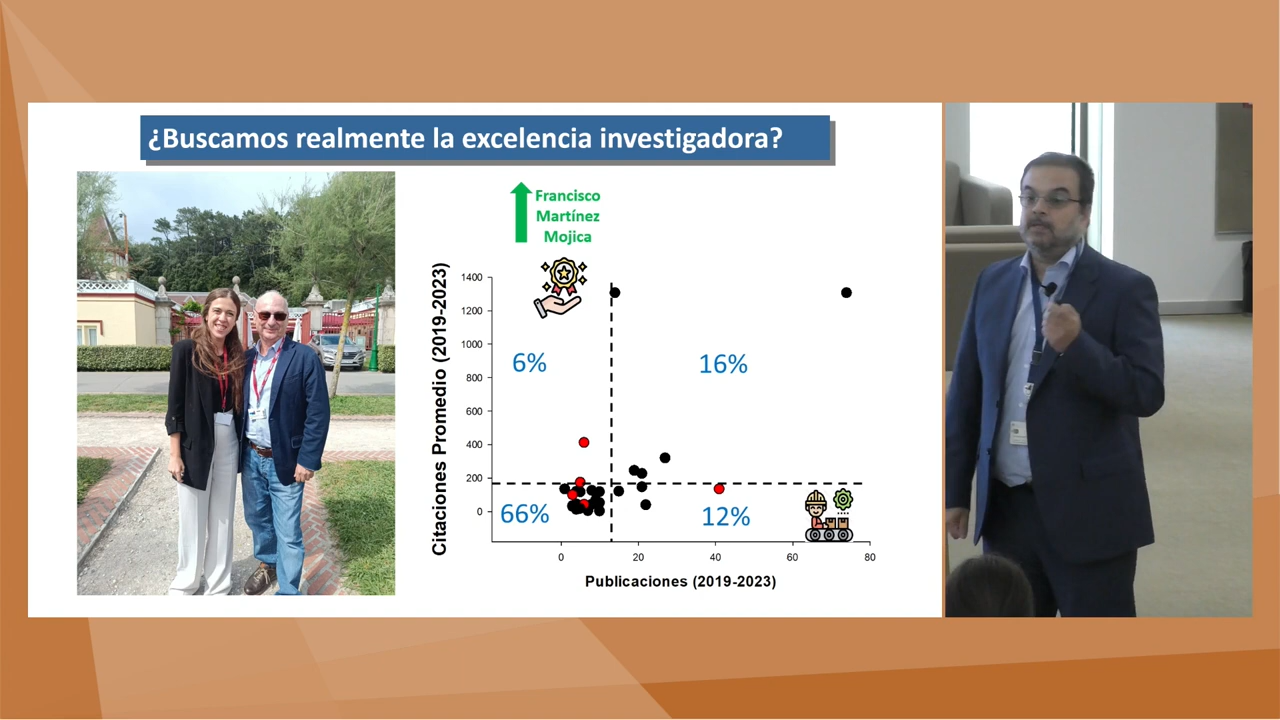 ¿Buscamos realmente la excelencia investigadora?
Francisco
Martínez
Mojica
Citaciones Promedio (2019-2023)
1400
1200
1000
800
600
400
200
0
6%
16%
66%
12%
0
20
40
60
80
Publicaciones (2019-2023)